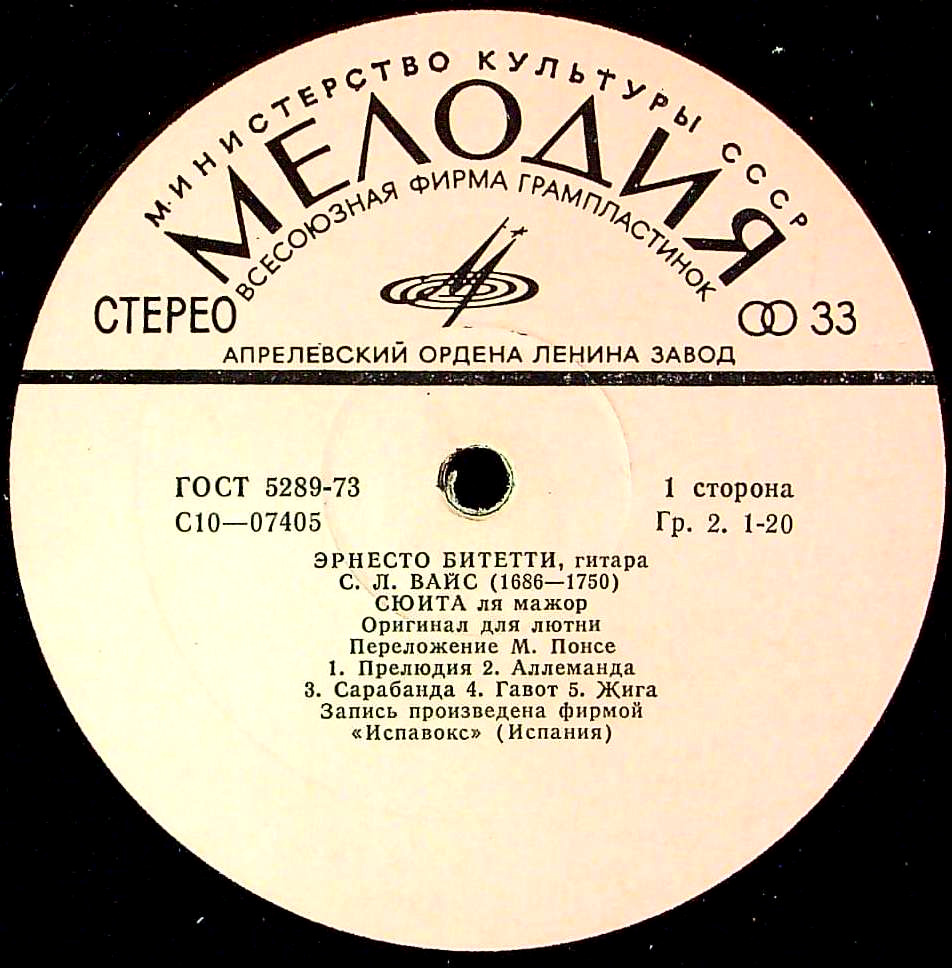 МИНИСТЕРСТВО КУЛЬТУРЫ СССР
МЕЛОДИЯ
ВСЕСОЮЗНАЯ ФИРМА ГРАМПЛАСТИНОК
СТЕРЕО
33
АПРЕЛЕВСКИЙ ОРДЕНА ЛЕНИНА ЗАВОД
ГОСТ 5289-73
1 сторона
С10—07405
Гр. 2. 1-20
ЭРНЕСТО БИТЕТТИ, гитара
С. Л. ВАЙС (1686—1750)
СЮИТА ля мажор
Оригинал для лютни
Переложение М. Понсе
1. Прелюдия 2. Аллеманда
3. Сарабанда 4. Гавот 5. Жига
Запись произведена фирмой
«Испавокс» (Испания)